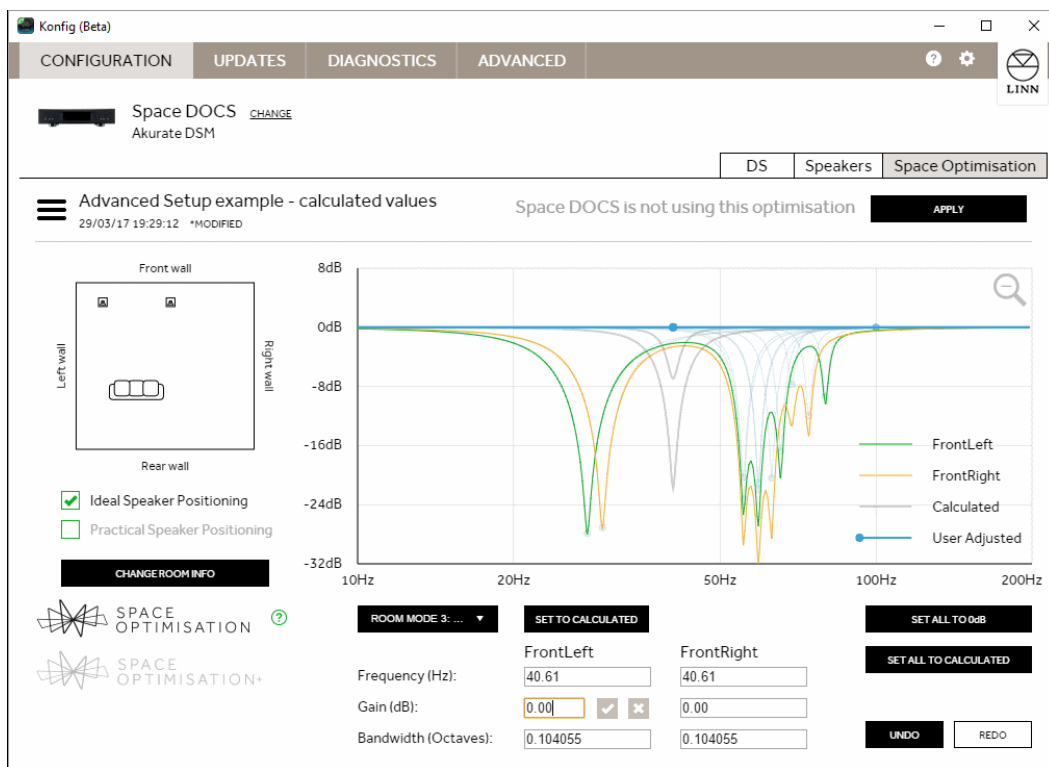 Konfig (Beta)
CONFIGURATION UPDATES DIAGNOSTICS ADVANCED
LINN
Space DOCS CHANGE
Akurate DSM
DS Speakers Space Optimisation
Advanced Setup example - calculated values
29/03/17 19:29:12 *MODIFIED
Space DOCS is not using this optimisation
APPLY
Front wall
Left wall
Right wall
Rear wall
Ideal Speaker Positioning
Practical Speaker Positioning
CHANGE ROOM INFO
SPACE
OPTIMISATION
SPACE
OPTIMISATION+
8dB
0dB
-8dB
-16dB
-24dB
-32dB
10Hz 20Hz 50Hz 100Hz 200Hz
FrontLeft
FrontRight
Calculated
User Adjusted
ROOM MODE 3: ... SET TO CALCULATED
SET ALL TO 0dB
SET ALL TO CALCULATED
FrontLeft FrontRight
Frequency (Hz): 40.61 40.61
Gain (dB): 0.00 0.00
Bandwidth (Octaves): 0.104055 0.104055
UNDO REDO